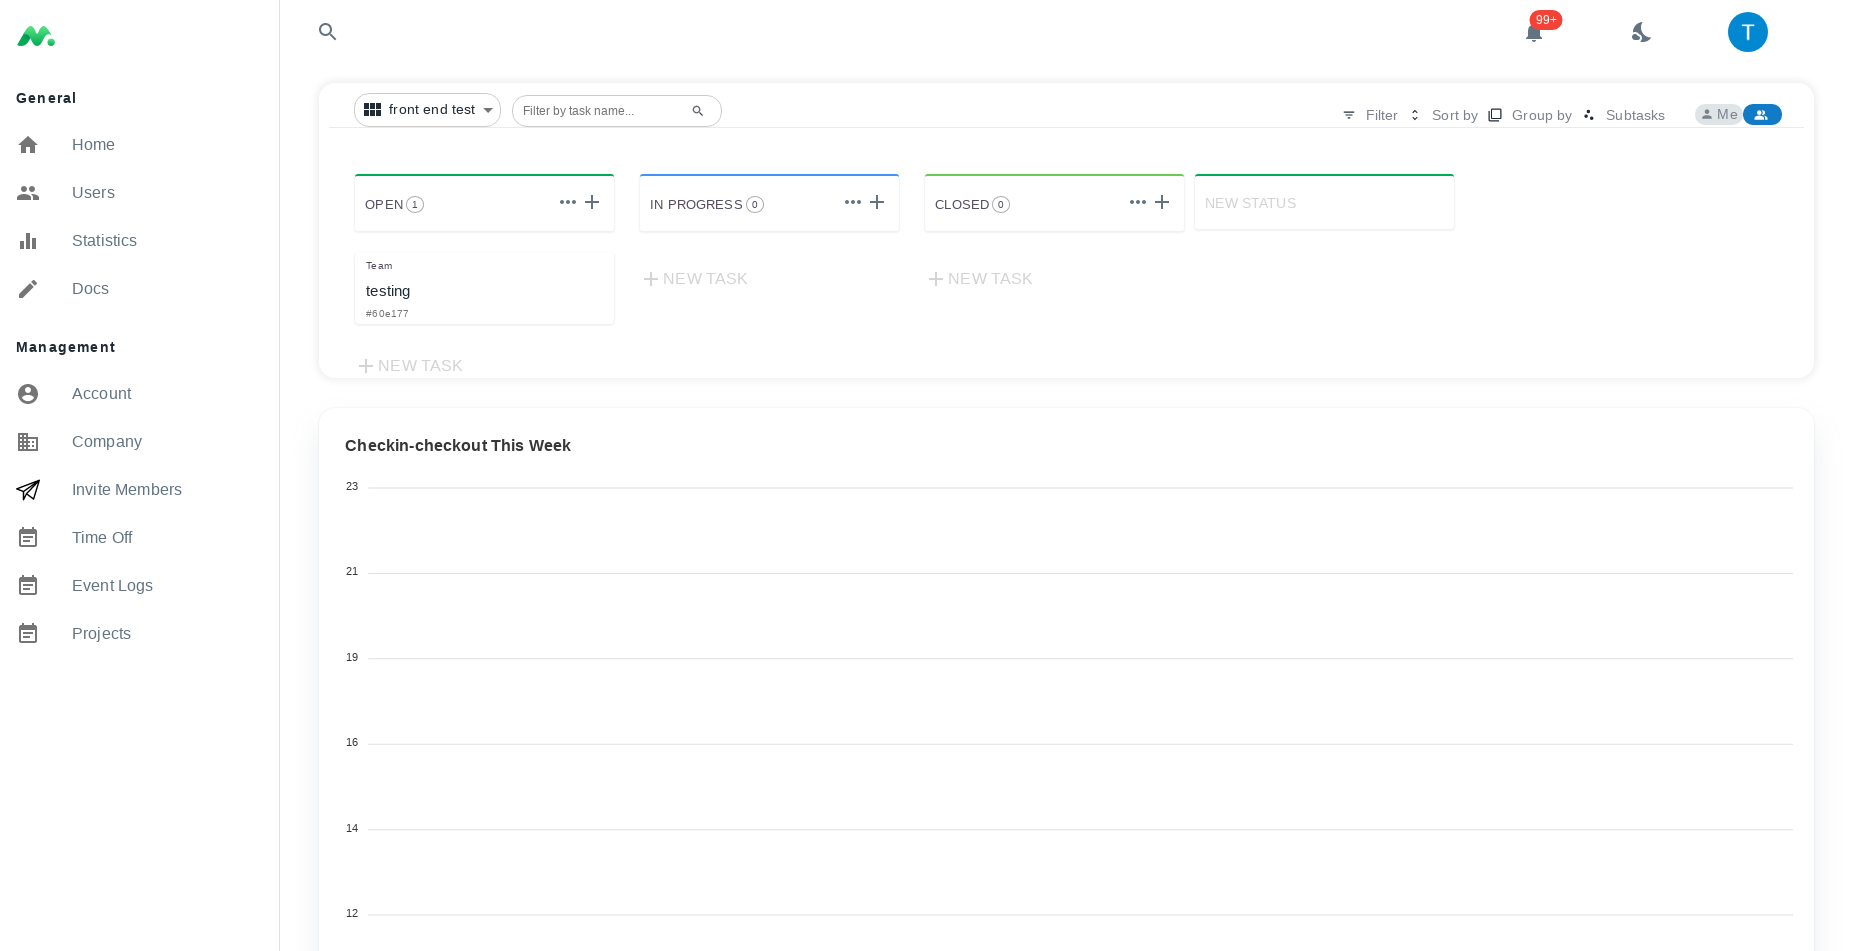 99+
T
General
Home
Users
Statistics
Docs
Management
Account
Company
Invite Members
Time Off
Event Logs
Projects
front end test
Filter by task name...
Filter
Sort by
Group by
Subtasks
Me
OPEN 1
IN PROGRESS 0
CLOSED 0
NEW STATUS
Team
testing
#60e177
NEW TASK
NEW TASK
NEW TASK
Checkin-checkout This Week
23
21
19
16
14
12